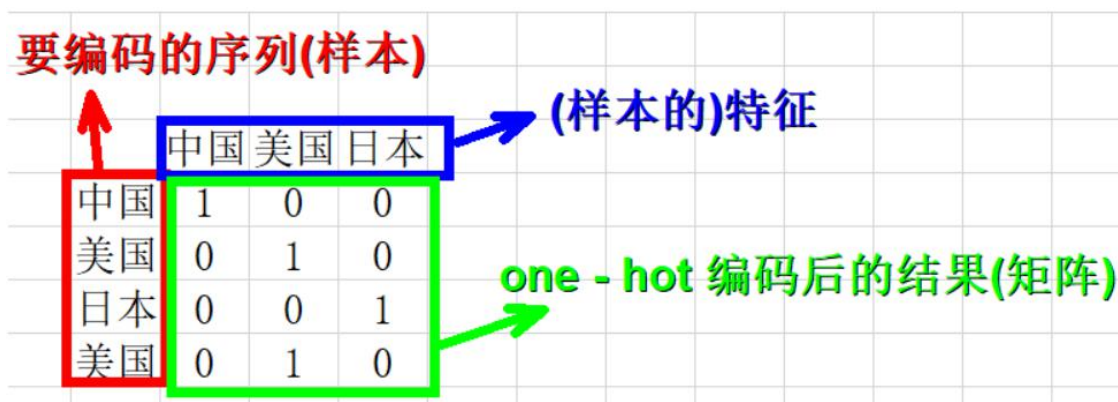 要编码的序列(样本)
(样本的)特征
中国 美国 日本
中国 1 0 0
美国 0 1 0
one - hot 编码后的结果(矩阵)
日本 0 0 1
美国 0 1 0